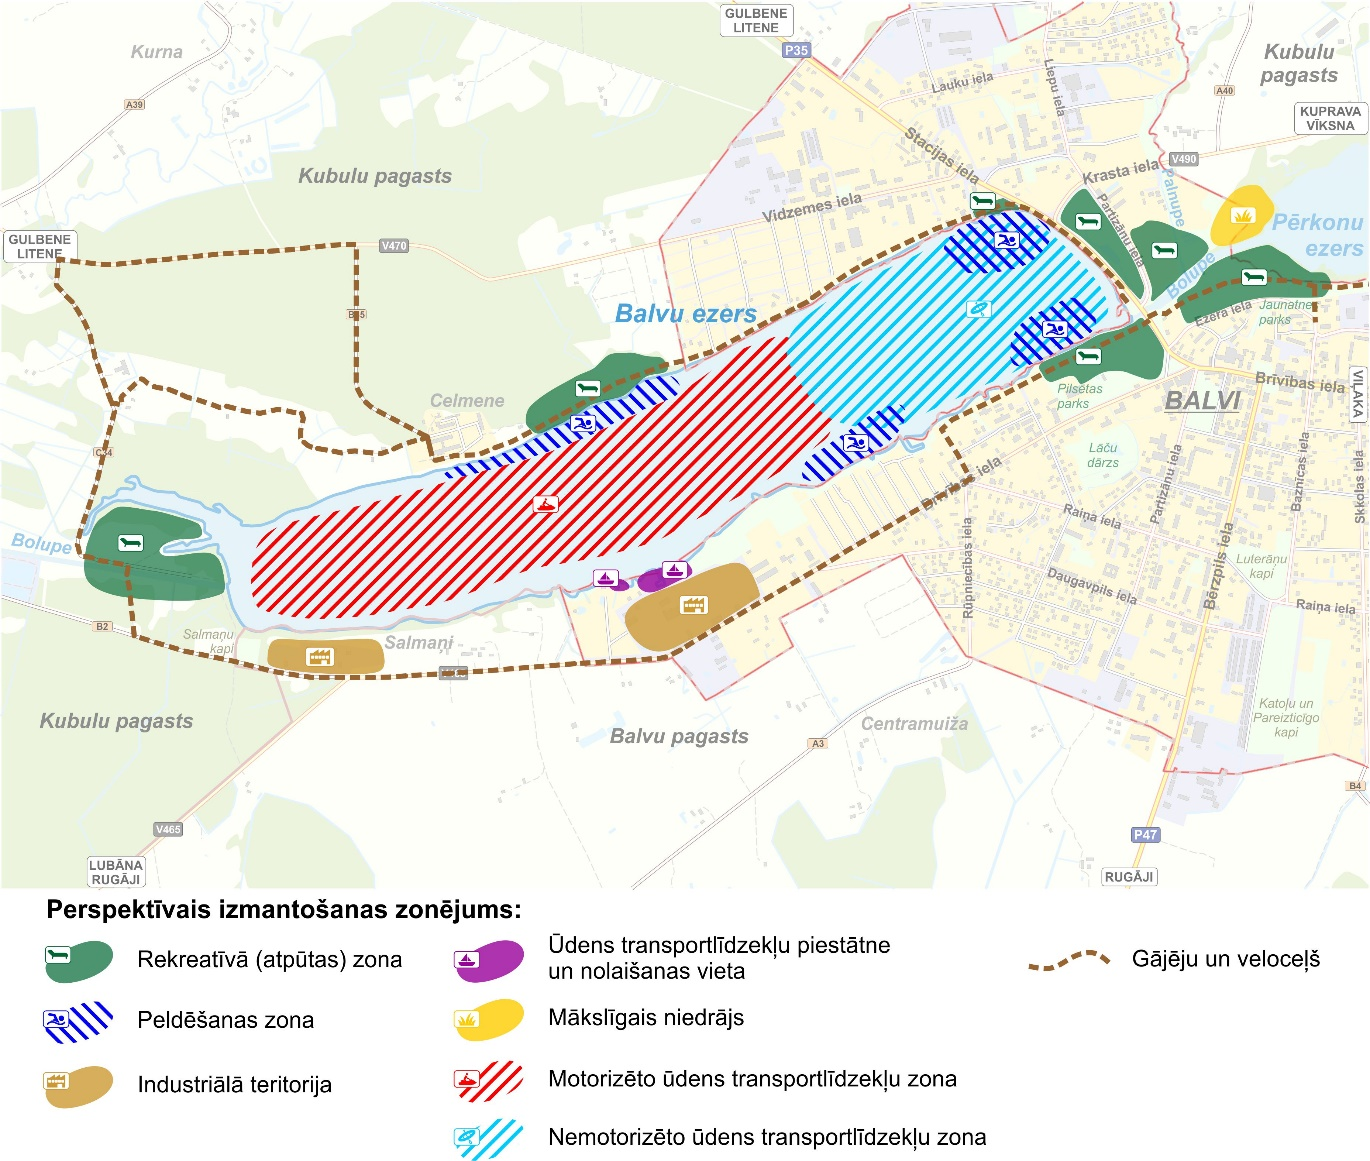 GULBENE
LITENE
P35
Kurna
Kubulu
pagasts
Lauku iela
Liepu iela
A39
A40
KUPRAVA
VĪKSNA
Stacijas iela
V490
Krasta iela
Kubulu pagasts
Palnupe
Vidzemes iela
Partizānu iela
Pērkonu
ezers
GULBENE
LITENE
V470
Bolupe
Balvu ezers
Ezera iela
Jaunatnes
parks
Celmene
Pilsētas
parks
Brīvības iela
BALVI
VIĻAKA
Lāču
dārzs
Brīvības iela
Partizānu iela
Baznīcas iela
Skolas iela
Raiņa iela
Bolupe
Rūpniecības iela
Bērzpils iela
Luterāņu
kapi
Daugavpils iela
Raiņa iela
B2
Salmaņu
kapi
Salmaņi
Kubulu pagasts
Balvu pagasts
Centramuiža
A3
Katoļu un
Pareizticīgo
kapi
B4
V465
P47
LUBĀNA
RUGĀJI
RUGĀJI
Perspektīvais izmantošanas zonējums:
Rekreatīvā (atpūtas) zona
Peldēšanas zona
Industriālā teritorija
Ūdens transportlīdzekļu piestātne
un nolaišanas vieta
Mākslīgais niedrājs
Motorizēto ūdens transportlīdzekļu zona
Nemotorizēto ūdens transportlīdzekļu zona
Gājēju un veloceļš